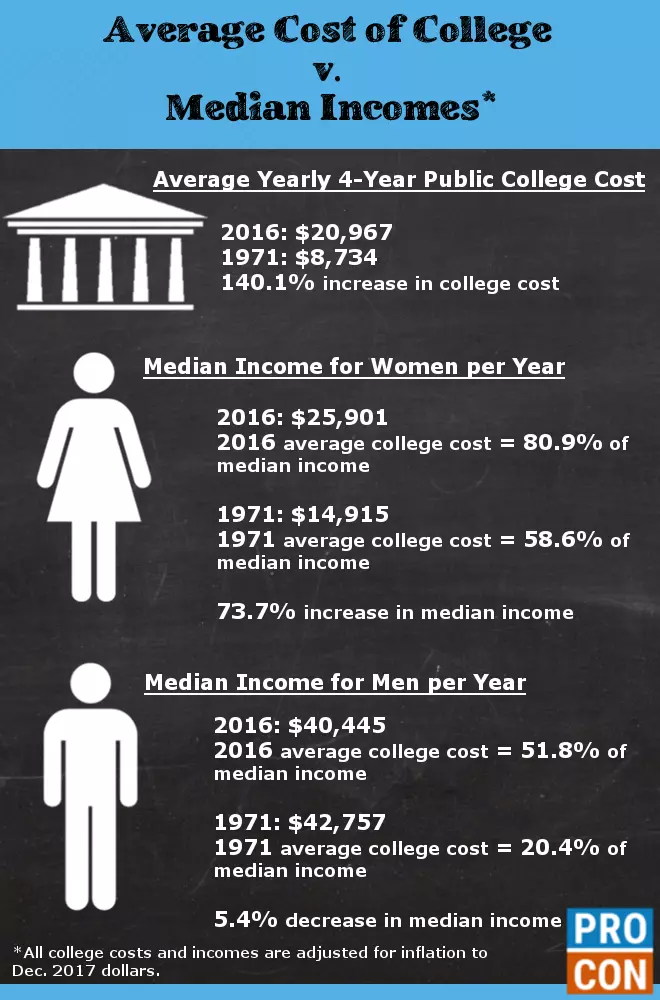 Average Cost of College
v.
Median Incomes*
Average Yearly 4-Year Public College Cost
2016: $20,967
1971: $8,734
140.1% increase in college cost
Median Income for Women per Year
2016: $25,901
2016 average college cost = 80.9% of
median income
1971: $14,915
1971 average college cost = 58.6% of
median income
73.7% increase in median income
Median Income for Men per Year
2016: $40,445
2016 average college cost = 51.8% of
median income
1971: $42,757
1971 average college cost = 20.4% of
median income
5.4% decrease in median income
*All college costs and incomes are adjusted for inflation to
Dec. 2017 dollars.
PRO
CON